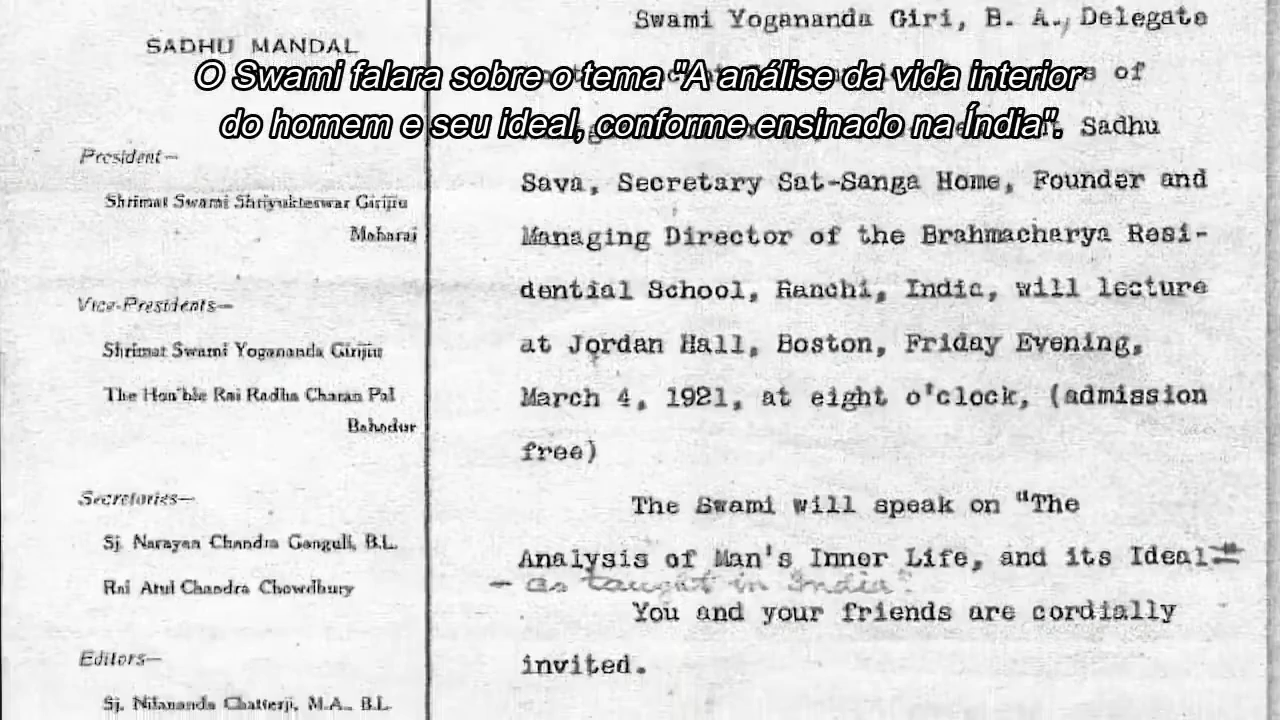 SADHU MANDAL
President—
Shrimat Swami Shriyukteswar Girijiu
Maharaj
Vice-Presidents—
Shrimat Swami Yogananda Girijiu
The Hon'ble Rai Radha Charan Pal
Bahadur
Secretaries—
Sj. Narayan Chandra Ganguli, B.L.
Rai Atul Chandra Chowdhury
Editors—
Sj. Nitananda Chatterji, M.A., B.L.
Swami Yogananda Giri, B. A., Delegate
of
Sadhu
Sava, Secretary Sat-Sanga Home, Founder and
Managing Director of the Brahmacharya Resi-
dential School, Ranchi, India, will lecture
at Jordan Hall, Boston, Friday Evening,
March 4, 1921, at eight o'clock, (admission
free)
The Swami will speak on "The
Analysis of Man's Inner Life, and its Ideal"
- as taught in India".
You and your friends are cordially
invited.
O Swami falara sobre o tema "A análise da vida interior
do homem e seu ideal, conforme ensinado na Índia".